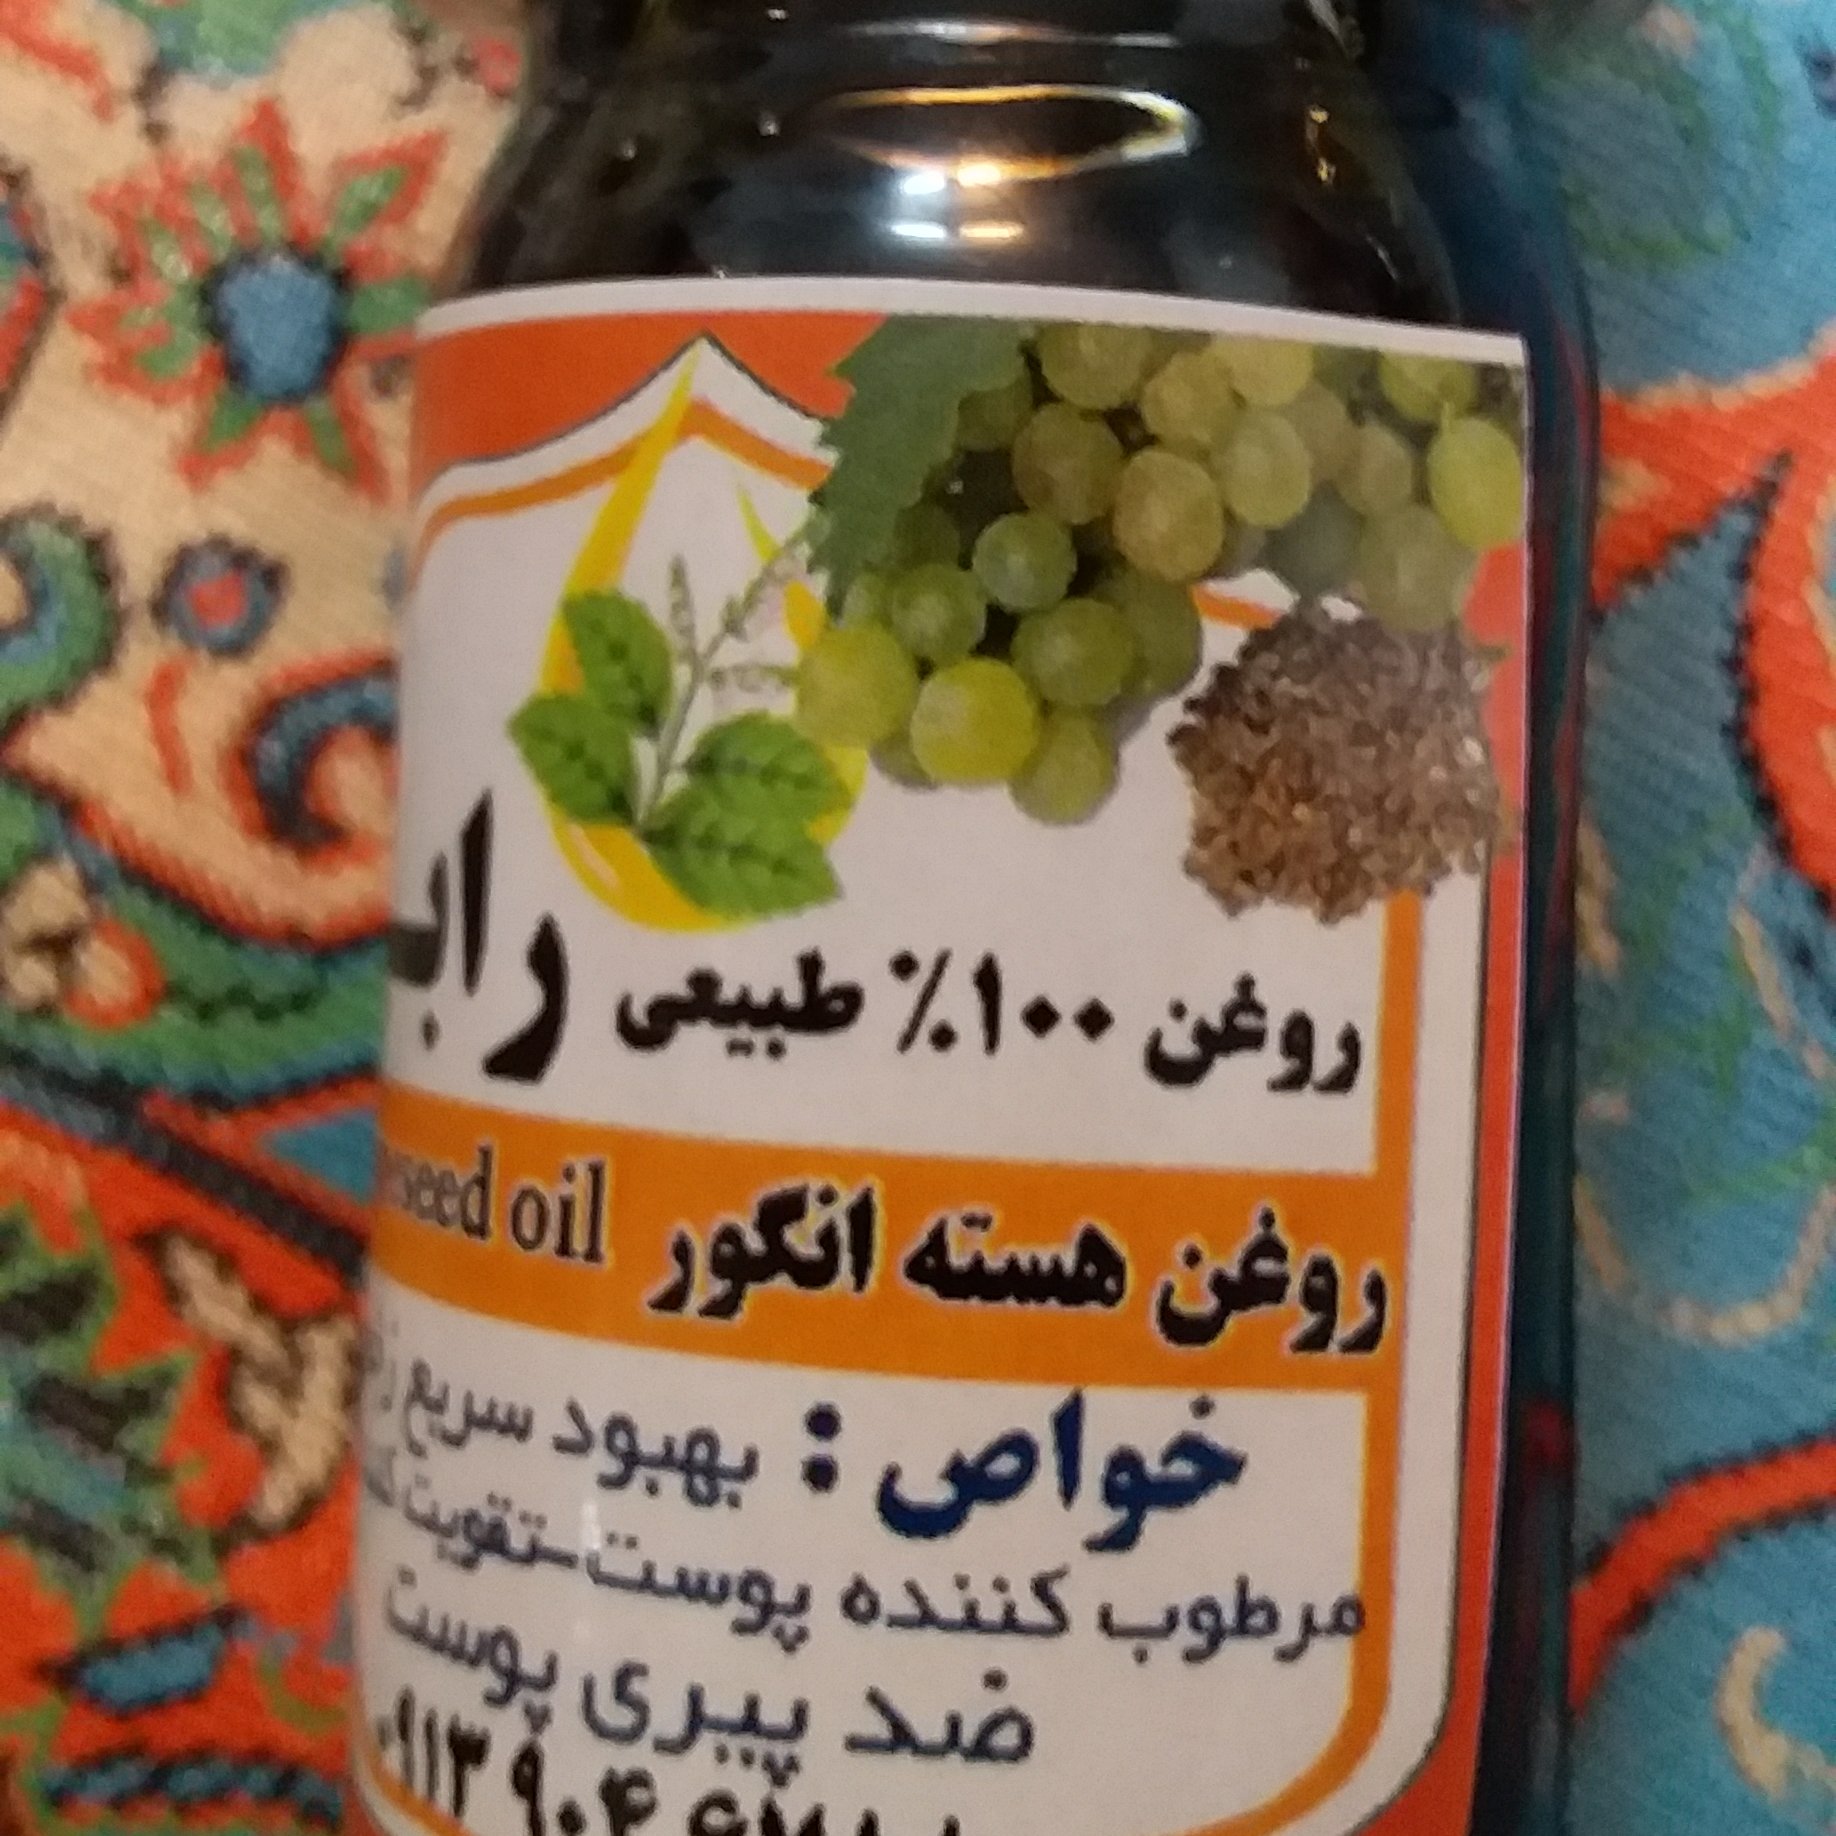 روغن ۱۰۰٪ طبیعی
روغن هسته انگور seed oil
خواص : بهبود سریع
مرطوب کننده پوست-تقویت
ضد پیری پوست